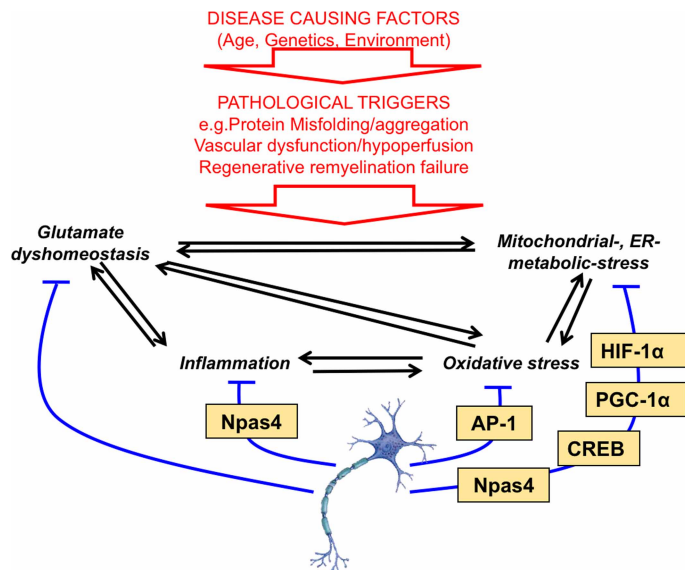 DISEASE CAUSING FACTORS
(Age, Genetics, Environment)
PATHOLOGICAL TRIGGERS
e.g.Protein Misfolding/aggregation
Vascular dysfunction/hypoperfusion
Regenerative remyelination failure
Glutamate
dyshomeostasis
Mitochondrial-, ER-
metabolic-stress
Inflammation
Oxidative stress
HIF-1α
PGC-1α
Npas4
AP-1
CREB
Npas4